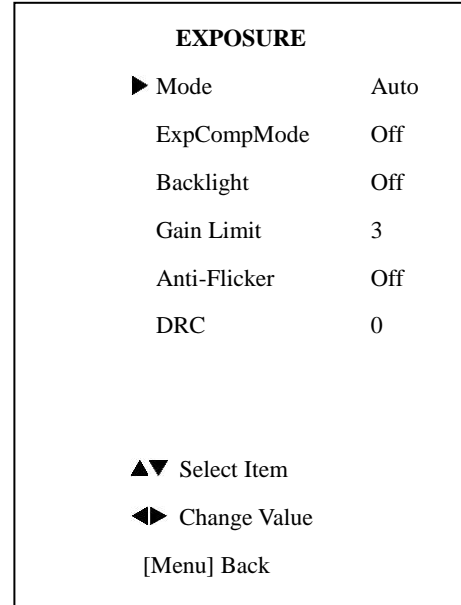 EXPOSURE
▶ Mode Auto
ExpCompMode Off
Backlight Off
Gain Limit 3
Anti-Flicker Off
DRC 0
▲▼ Select Item
◀▶ Change Value
[Menu] Back